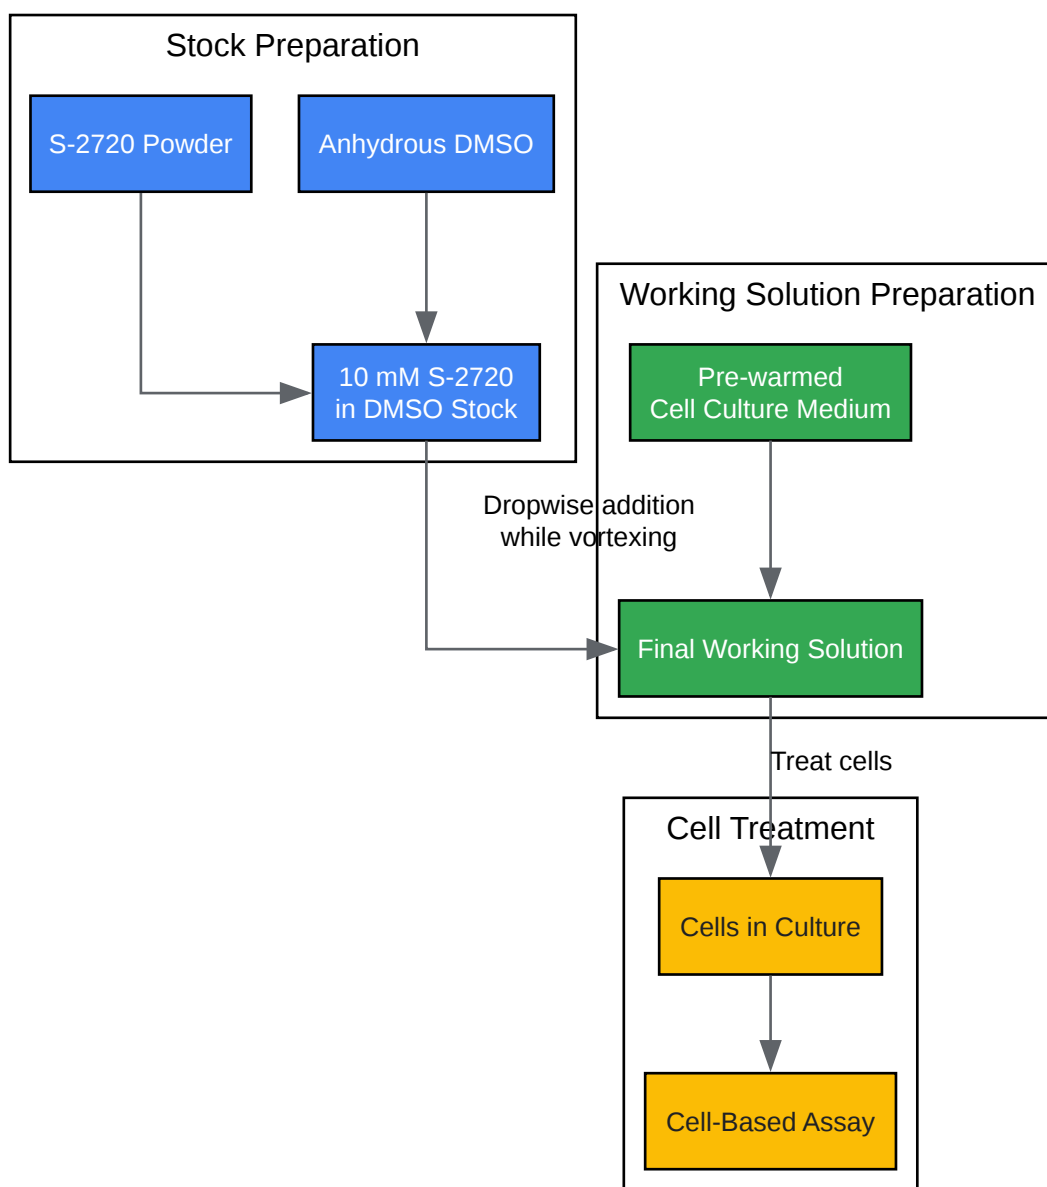 Stock Preparation
S-2720 Powder
Anhydrous DMSO
10 mM S-2720
in DMSO Stock
Working Solution Preparation
Pre-warmed
Cell Culture Medium
Dropwise addition
while vortexing
Final Working Solution
Treat cells
Cell Treatment
Cells in Culture
Cell-Based Assay